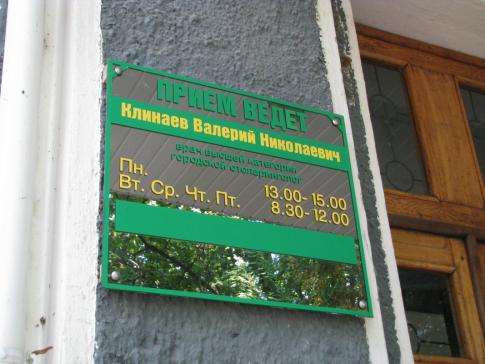 ПРИЕМ ВЕДЕТ
Клинаев Валерий Николаевич
врач высшей категории
городской отоларинголог
Пн. 13.00-15.00
Вт. Ср. Чт. Пт. 8.30-12.00